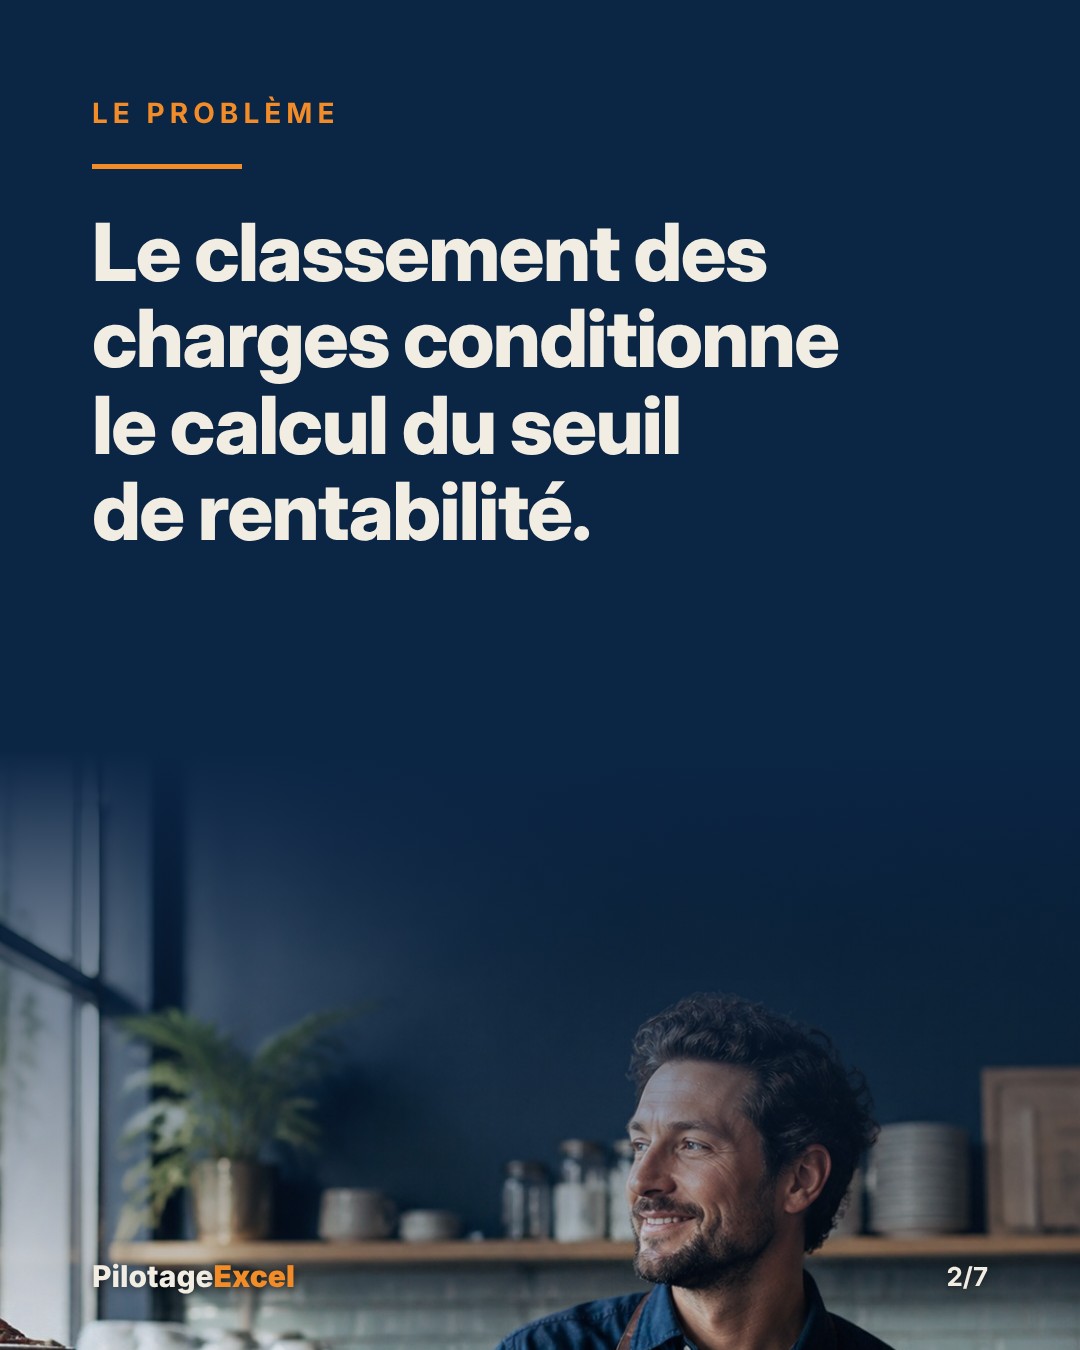 LE PROBLÈME
Le classement des
charges conditionne
le calcul du seuil
de rentabilité.
PilotageExcel
2/7